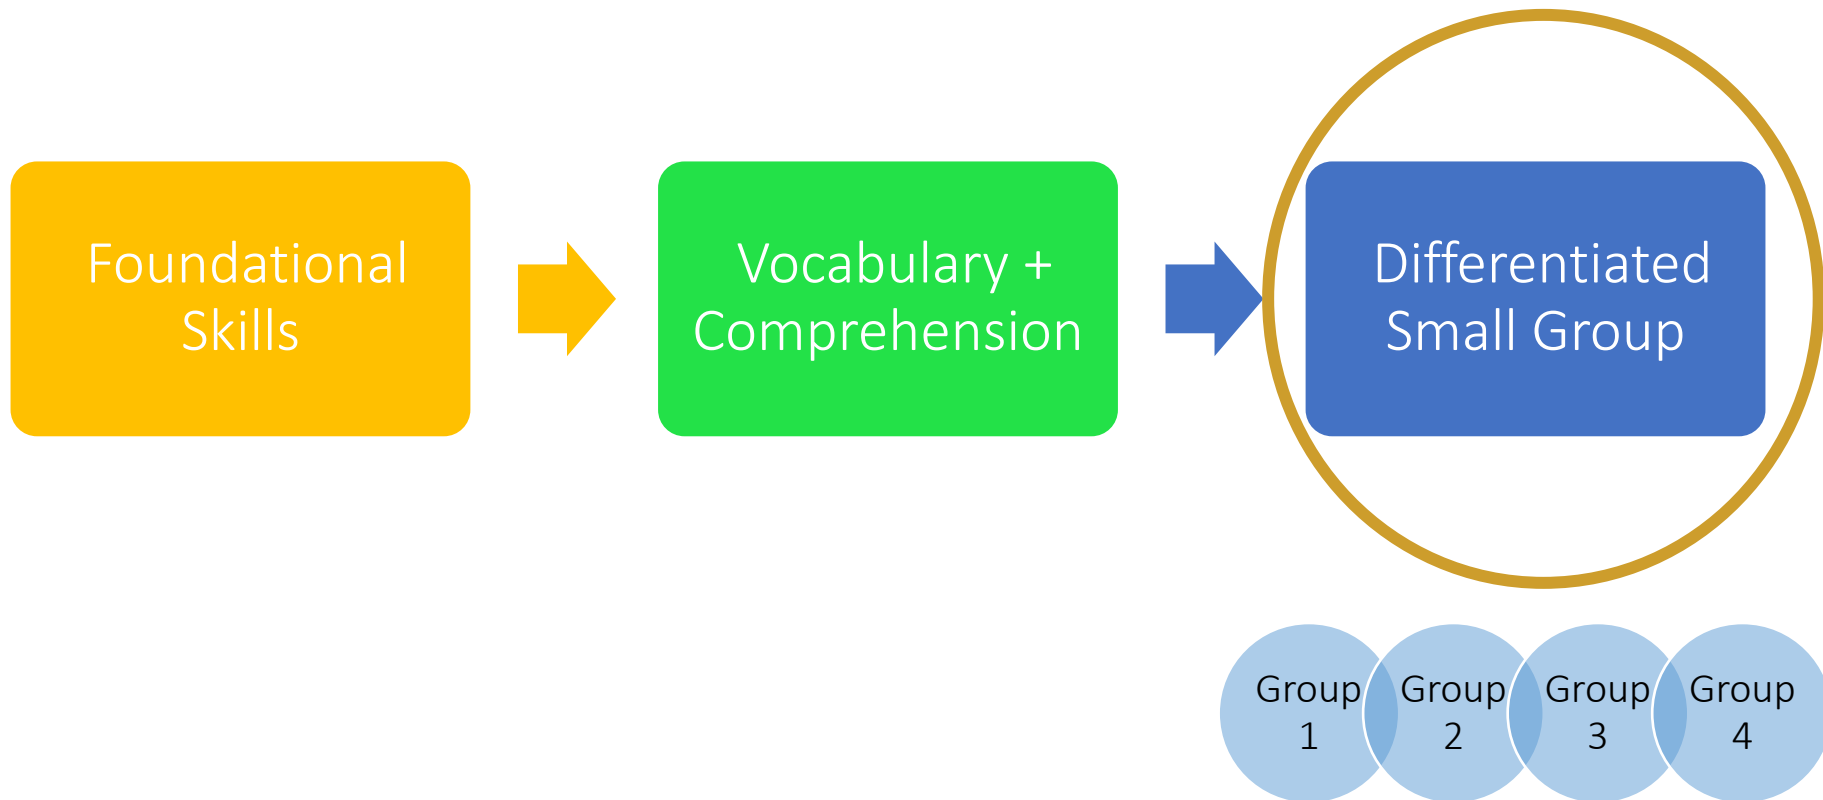 Foundational
Skills
Vocabulary +
Comprehension
Differentiated
Small Group
Group
1
Group
2
Group
3
Group
4